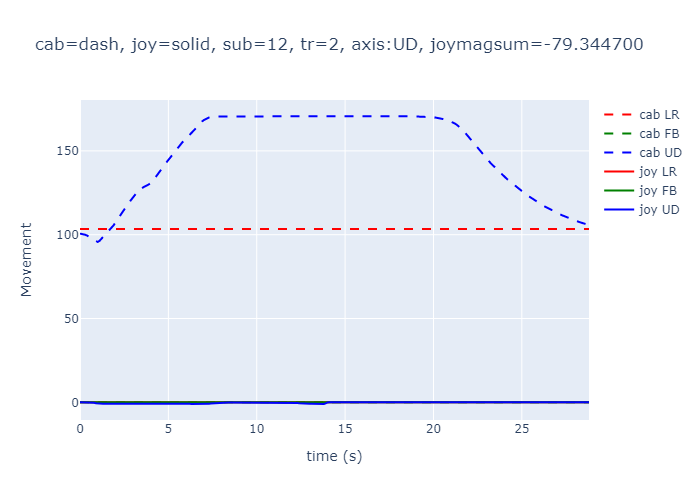 cab=dash, joy=solid, sub=12, tr=2, axis:UD, joymagsum=-79.344700
cab LR
cab FB
cab UD
joy LR
joy FB
joy UD
150
100
50
0
Movement
0 5 10 15 20 25
time (s)